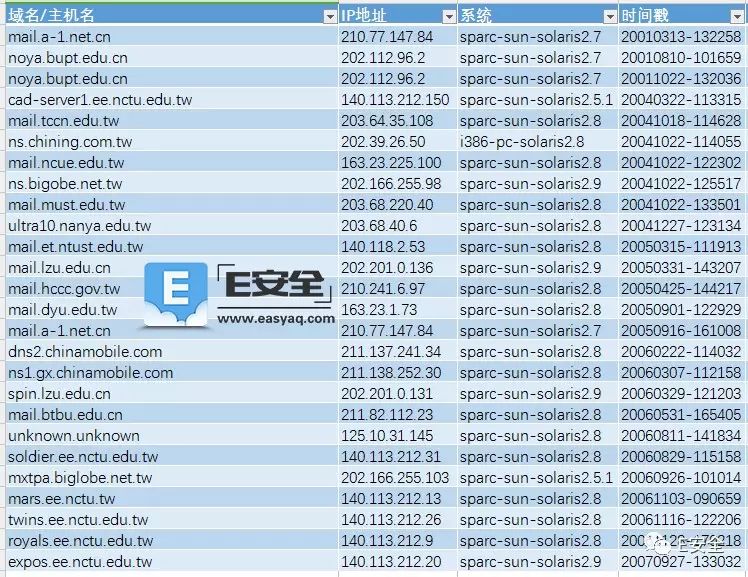 域名/主机名 IP地址 系统 时间戳
mail.a-1.net.cn 210.77.147.84 sparc-sun-solaris2.7 20010313-132258
noya.bupt.edu.cn 202.112.96.2 sparc-sun-solaris2.7 20010810-101659
noya.bupt.edu.cn 202.112.96.2 sparc-sun-solaris2.7 20011022-132036
cad-server1.ee.nctu.edu.tw 140.113.212.150 sparc-sun-solaris2.5.1 20040322-113315
mail.tccn.edu.tw 203.64.35.108 sparc-sun-solaris2.8 20041018-114628
ns.chining.com.tw 202.39.26.50 i386-pc-solaris2.8 20041022-114055
mail.ncue.edu.tw 163.23.225.100 sparc-sun-solaris2.8 20041022-122302
ns.bigobe.net.tw 202.166.255.98 sparc-sun-solaris2.9 20041022-125517
mail.must.edu.tw 203.68.220.40 sparc-sun-solaris2.8 20041022-133501
ultra10.nanya.edu.tw 203.68.40.6 sparc-sun-solaris2.8 20041227-123134
mail.et.ntust.edu.tw 140.118.2.53 sparc-sun-solaris2.8 20050315-111913
mail.lzu.edu.cn 202.201.0.136 sparc-sun-solaris2.9 20050331-143207
mail.hccc.gov.tw 210.241.6.97 sparc-sun-solaris2.8 20050425-144217
mail.dyu.edu.tw 163.23.1.73 sparc-sun-solaris2.8 20050901-122929
mail.a-1.net.cn 210.77.147.84 sparc-sun-solaris2.7 20050916-161008
dns2.chinamobile.com 211.137.241.34 sparc-sun-solaris2.8 20060222-114032
ns1.gx.chinamobile.com 211.138.252.30 sparc-sun-solaris2.8 20060307-112158
spin.lzu.edu.cn 202.201.0.131 sparc-sun-solaris2.9 20060329-121203
mail.btbu.edu.cn 211.82.112.23 sparc-sun-solaris2.8 20060531-165405
unknown.unknown 125.10.31.145 sparc-sun-solaris2.8 20060811-141834
soldier.ee.nctu.edu.tw 140.113.212.31 sparc-sun-solaris2.8 20060829-115158
mxtpa.biglobe.net.tw 202.166.255.103 sparc-sun-solaris2.5.1 20060926-101014
mars.ee.nctu.tw 140.113.212.13 sparc-sun-solaris2.8 20061103-090659
twins.ee.nctu.edu.tw 140.113.212.26 sparc-sun-solaris2.8 20061116-122206
royals.ee.nctu.edu.tw 140.113.212.9 sparc-sun-solaris2.8
expos.ee.nctu.edu.tw 140.113.212.20 sparc-sun-solaris2.9 20070927-133032
E
「E安全」
www.easyaq.com
E安全